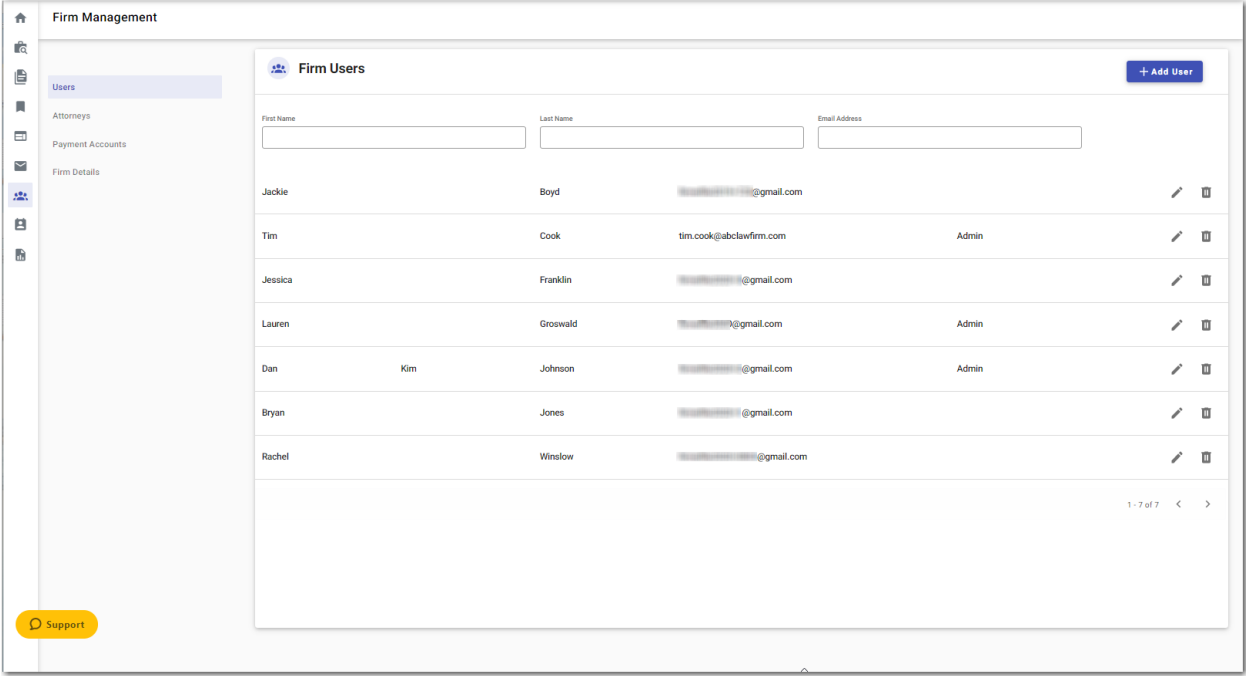 Firm Management
Users
Attorneys
Payment Accounts
Firm Details
Firm Users
+ Add User
First Name Last Name Email Address
Jackie Boyd @gmail.com
Tim Cook tim.cook@abclawfirm.com Admin
Jessica Franklin @gmail.com
Lauren Groswald @gmail.com Admin
Dan Kim Johnson @gmail.com Admin
Bryan Jones @gmail.com
Rachel Winslow @gmail.com
1 - 7 of 7
Support